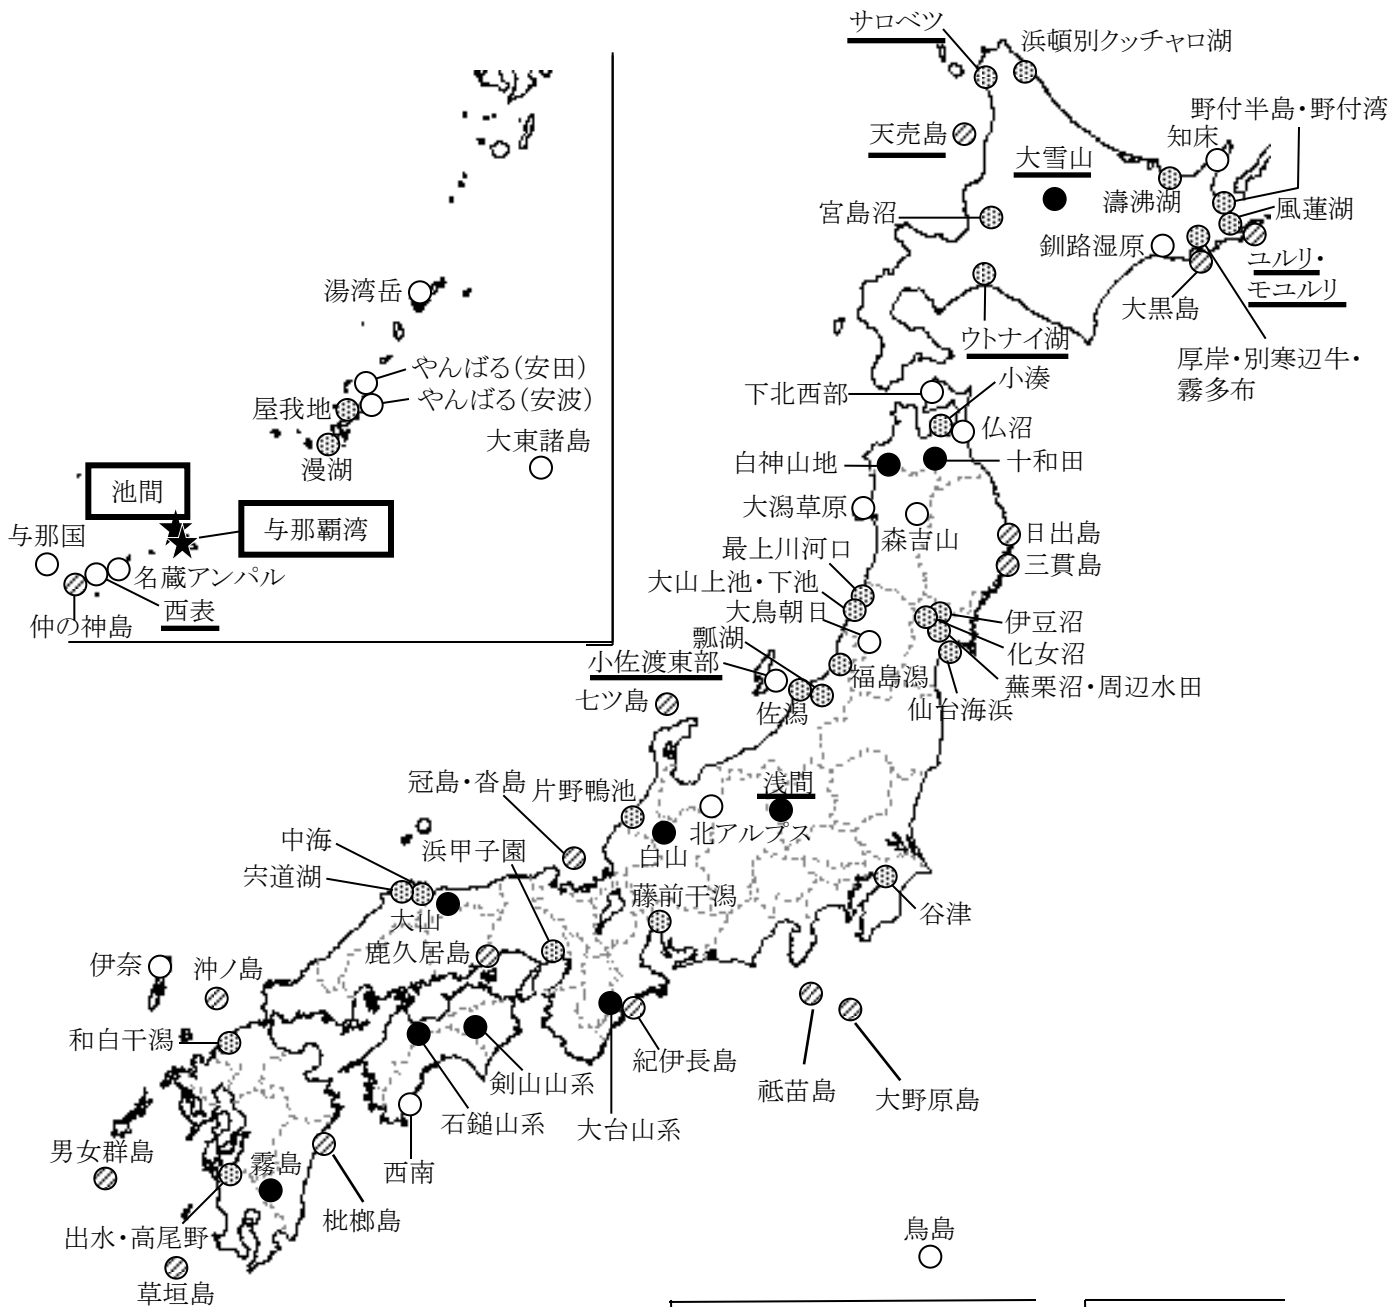 サロベツ
浜頓別クッチャロ湖
野付半島・野付湾
天売島
知床
大雪山
濤沸湖
宮島沼
風蓮湖
釧路湿原
ユルリ・
モユルリ
大黒島
ウトナイ湖
厚岸・別寒辺牛・
霧多布
湯湾岳
やんばる(安田)
やんばる(安波)
屋我地
大東諸島
漫湖
池間
与那覇湾
与那国
名蔵アンパル
西表
仲の神島
下北西部
小湊
仏沼
白神山地
十和田
大潟草原
森吉山
日出島
最上川河口
三貫島
大山上池・下池
大鳥朝日
伊豆沼
瓢湖
化女沼
小佐渡東部
福島潟
蕪栗沼・周辺水田
七ツ島
佐潟
仙台海浜
冠島・沓島
片野鴨池
浅間
北アルプス
中海
浜甲子園
白山
宍道湖
藤前干潟
谷津
大山
鹿久居島
伊奈
沖ノ島
和白干潟
紀伊長島
剣山山系
祇苗島
大野原島
石鎚山系
大台山系
男女群島
霧島
西南
枇榔島
出水・高尾野
鳥島
草垣島